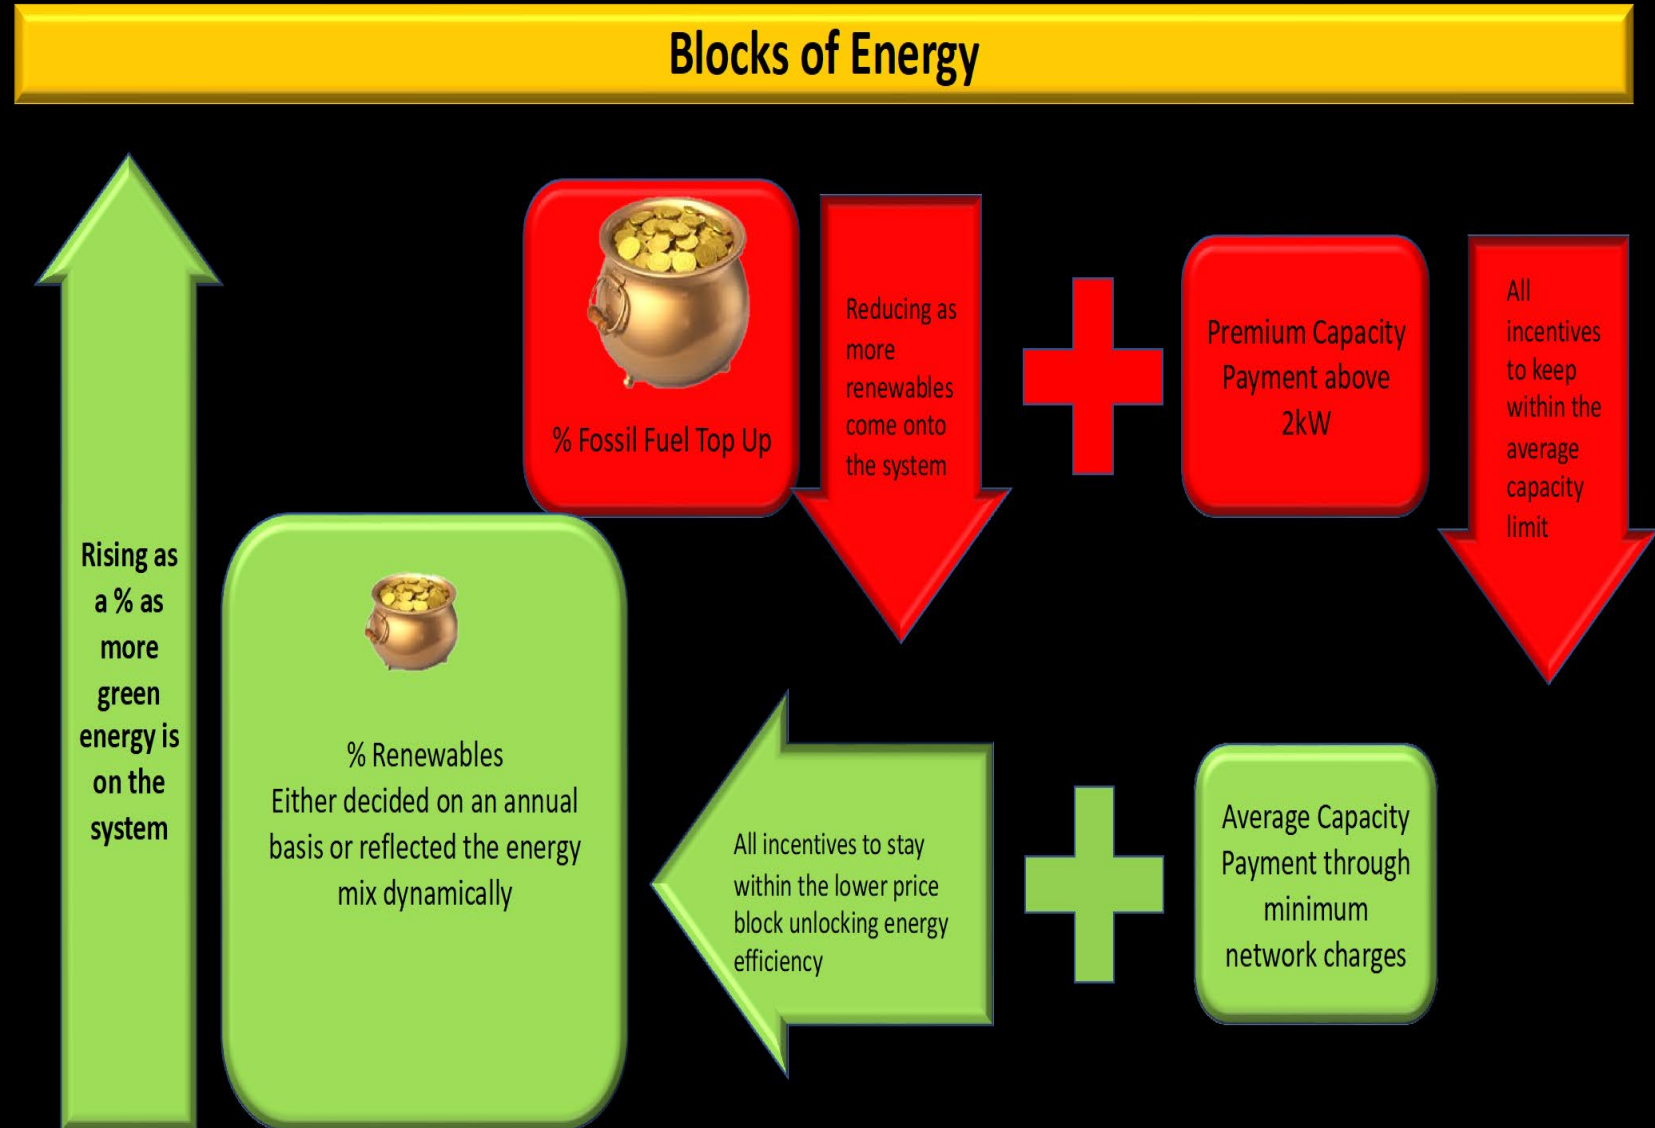 Blocks of Energy
Rising as
a % as
more
green
energy is
on the
system
% Fossil Fuel Top Up
Reducing as
more
renewables
come onto
the system
Premium Capacity
Payment above
2kW
All
incentives
to keep
within the
average
capacity
limit
% Renewables
Either decided on an annual
basis or reflected the energy
mix dynamically
All incentives to stay
within the lower price
block unlocking energy
efficiency
Average Capacity
Payment through
minimum
network charges